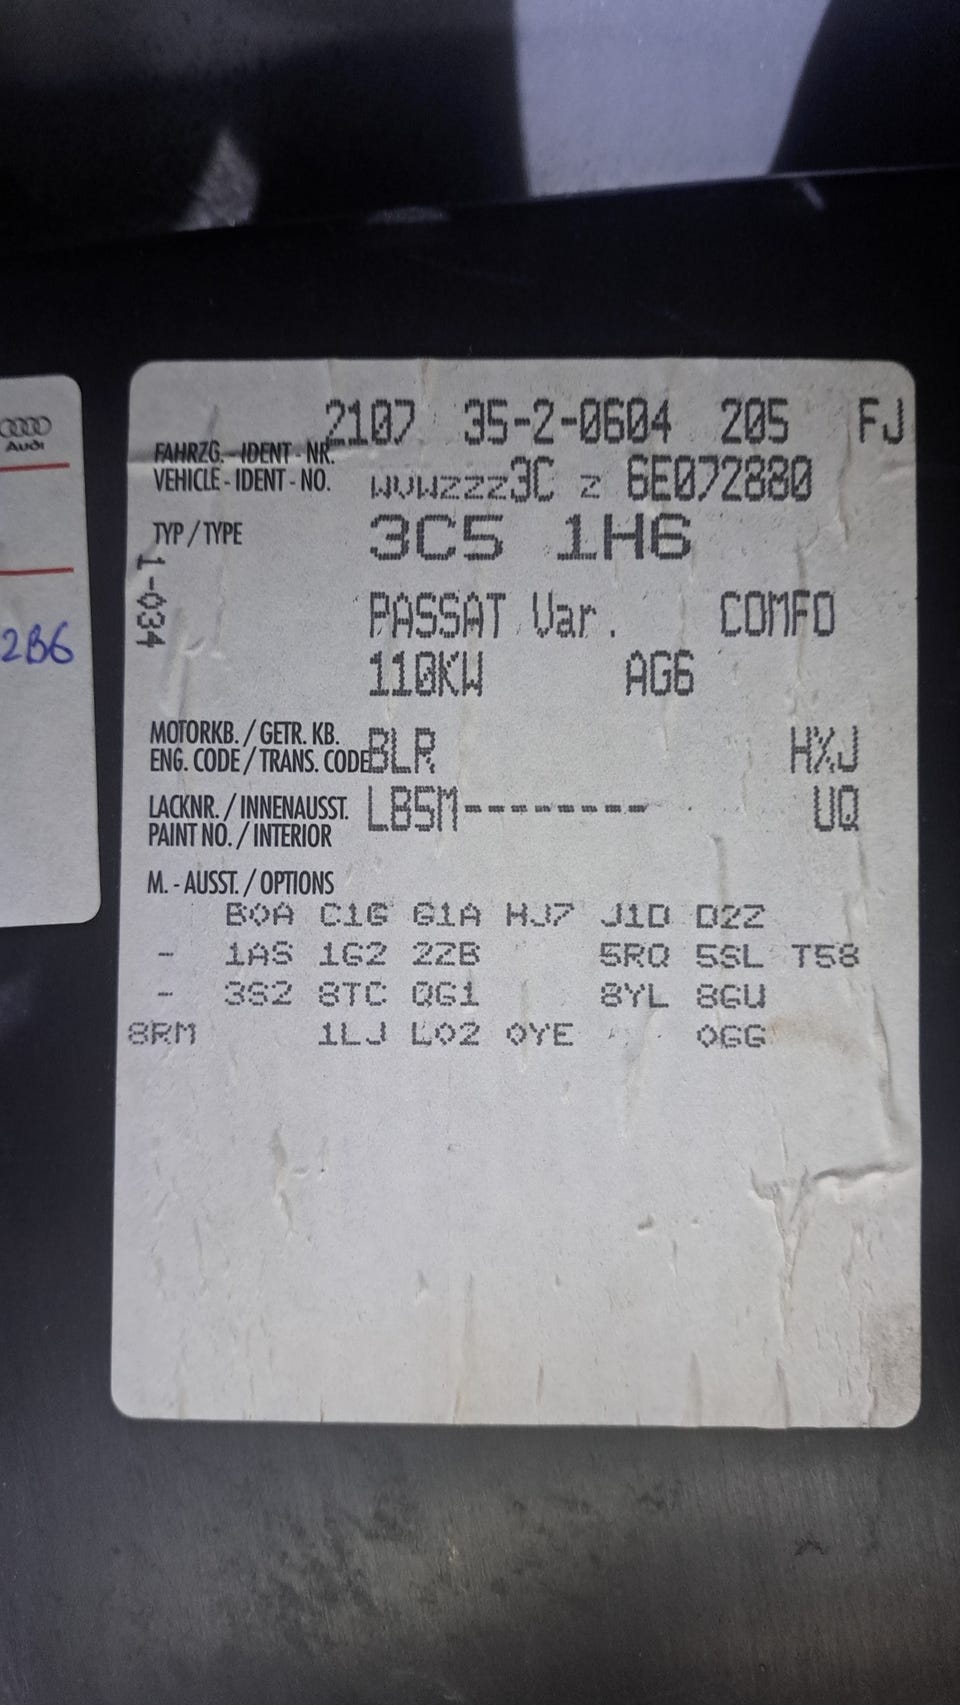 Audi
2B6
2107 35-2-0604 205 FJ
FAHRZG. - IDENT - NR.
VEHICLE - IDENT - NO. WVWZZZ3C Z 6E072880
TYP / TYPE 3C5 1H6
1-034
PASSAT Var. COMFO
110KW AG6
MOTORKB. / GETR. KB.
ENG. CODE / TRANS. CODE BLR HXJ
LACKNR. / INNENAUSST. LB5M--------- UQ
PAINT NO. / INTERIOR
M. - AUSST. / OPTIONS
B0A C1G G1A HJ7 J1D D2Z
- 1AS 1G2 2ZB 5RQ 5SL T58
- 3S2 8TC QG1 8YL 8GU
8RM 1LJ L02 0YE 0GG